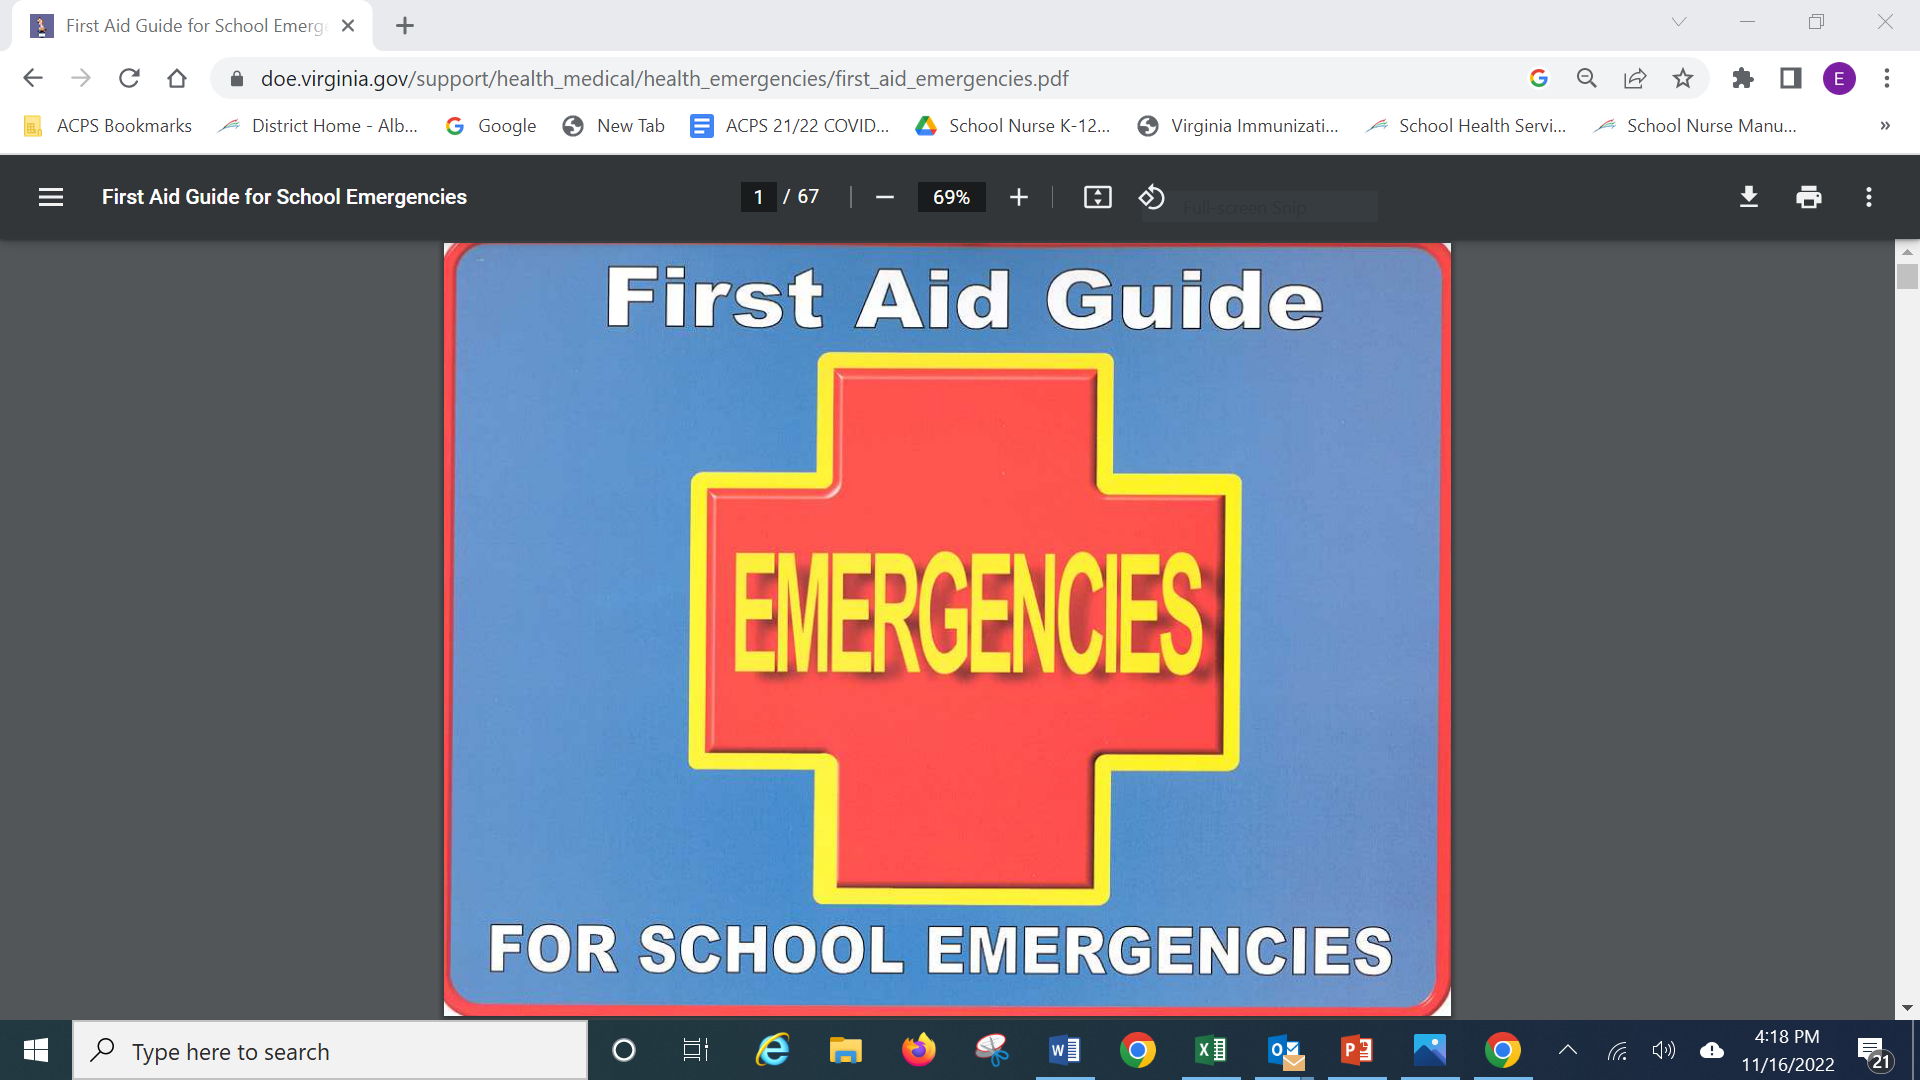 First Aid Guide for School Emerg
doe.virginia.gov/support/health_medical/health_emergencies/first_aid_emergencies.pdf
E
ACPS Bookmarks
District Home - Alb...
Google
New Tab
ACPS 21/22 COVID...
School Nurse K-12...
Virginia Immunizati...
School Health Servi...
School Nurse Manu...
»
First Aid Guide for School Emergencies
1 / 67
69%
Full-screen Snip
First Aid Guide
EMERGENCIES
FOR SCHOOL EMERGENCIES
Type here to search
4:18 PM
11/16/2022
21